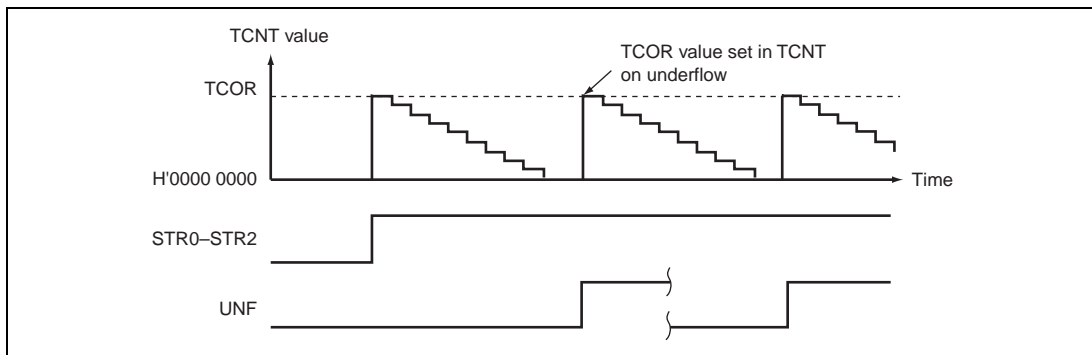 TCNT value
TCOR value set in TCNT
on underflow
TCOR
H'0000 0000
Time
STR0–STR2
UNF